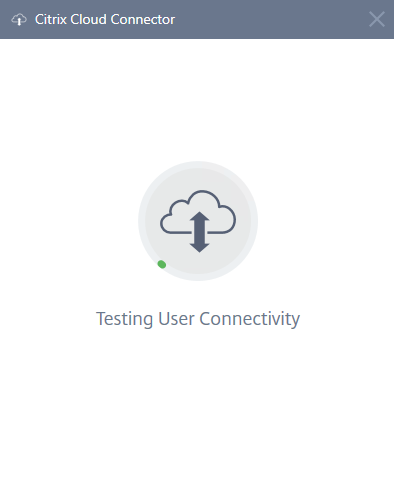 Citrix Cloud Connector
Testing User Connectivity